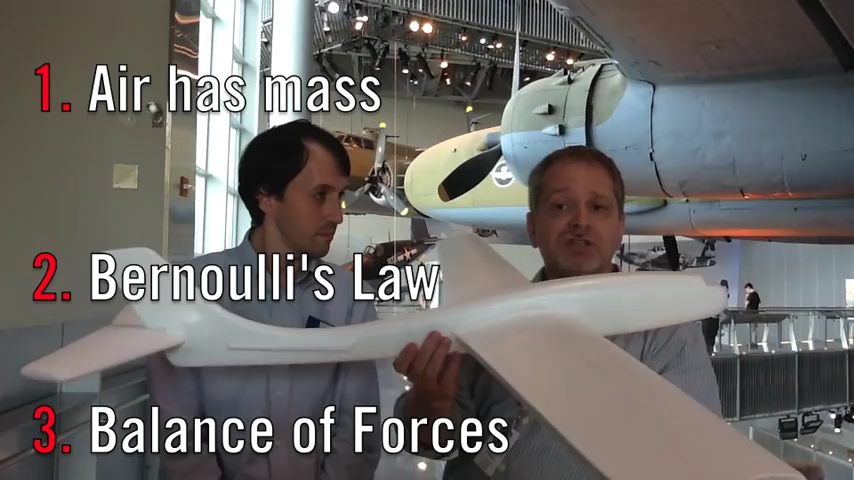 1. Air has mass
2. Bernoulli's Law
3. Balance of Forces